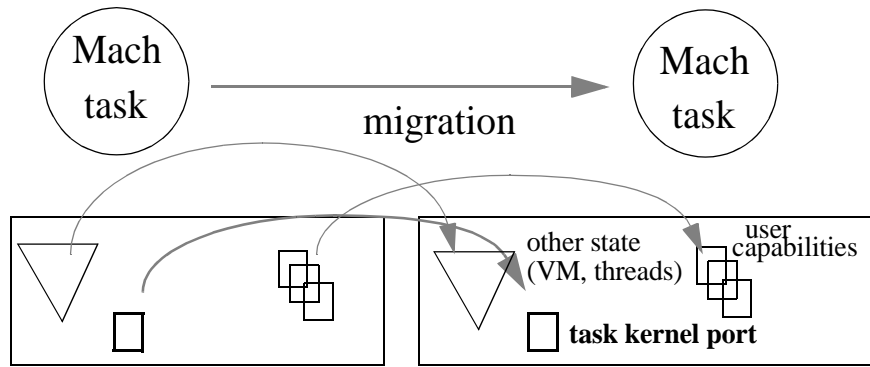 Mach
task
Mach
task
migration
other state
(VM, threads)
user
capabilities
task kernel port